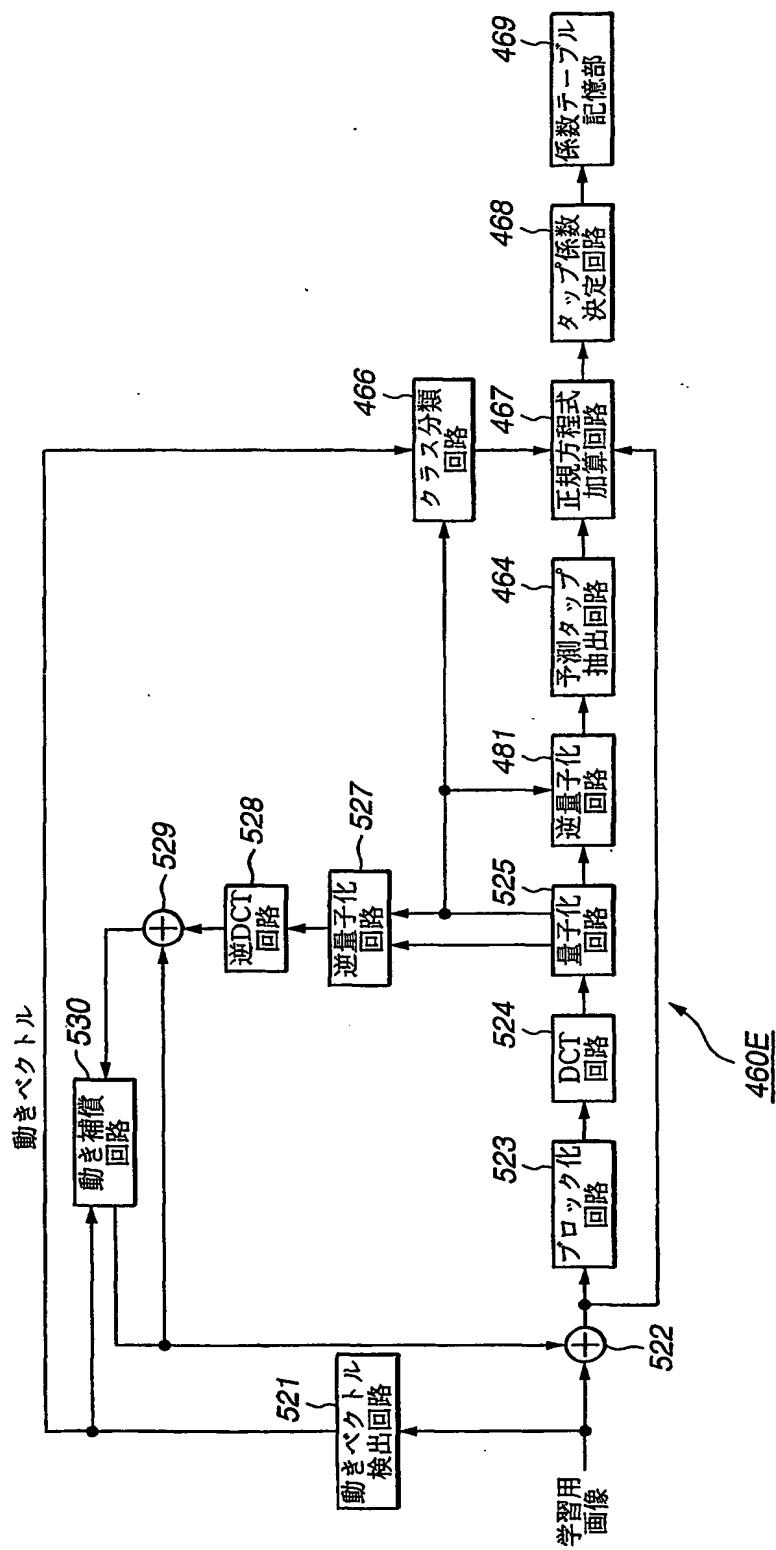 動きベクトル
530
動き補償
回路
529
528
逆DCT
回路
527
逆量子化
回路
466
クラス分類
回路
521
動きベクトル
検出回路
学習用
画像
522
523
ブロック化
回路
524
DCT
回路
525
量子化
回路
481
逆量子化
回路
464
予測タップ
抽出回路
467
正規方程式
加算回路
468
タップ係数
決定回路
469
係数テーブル
記憶部
460E